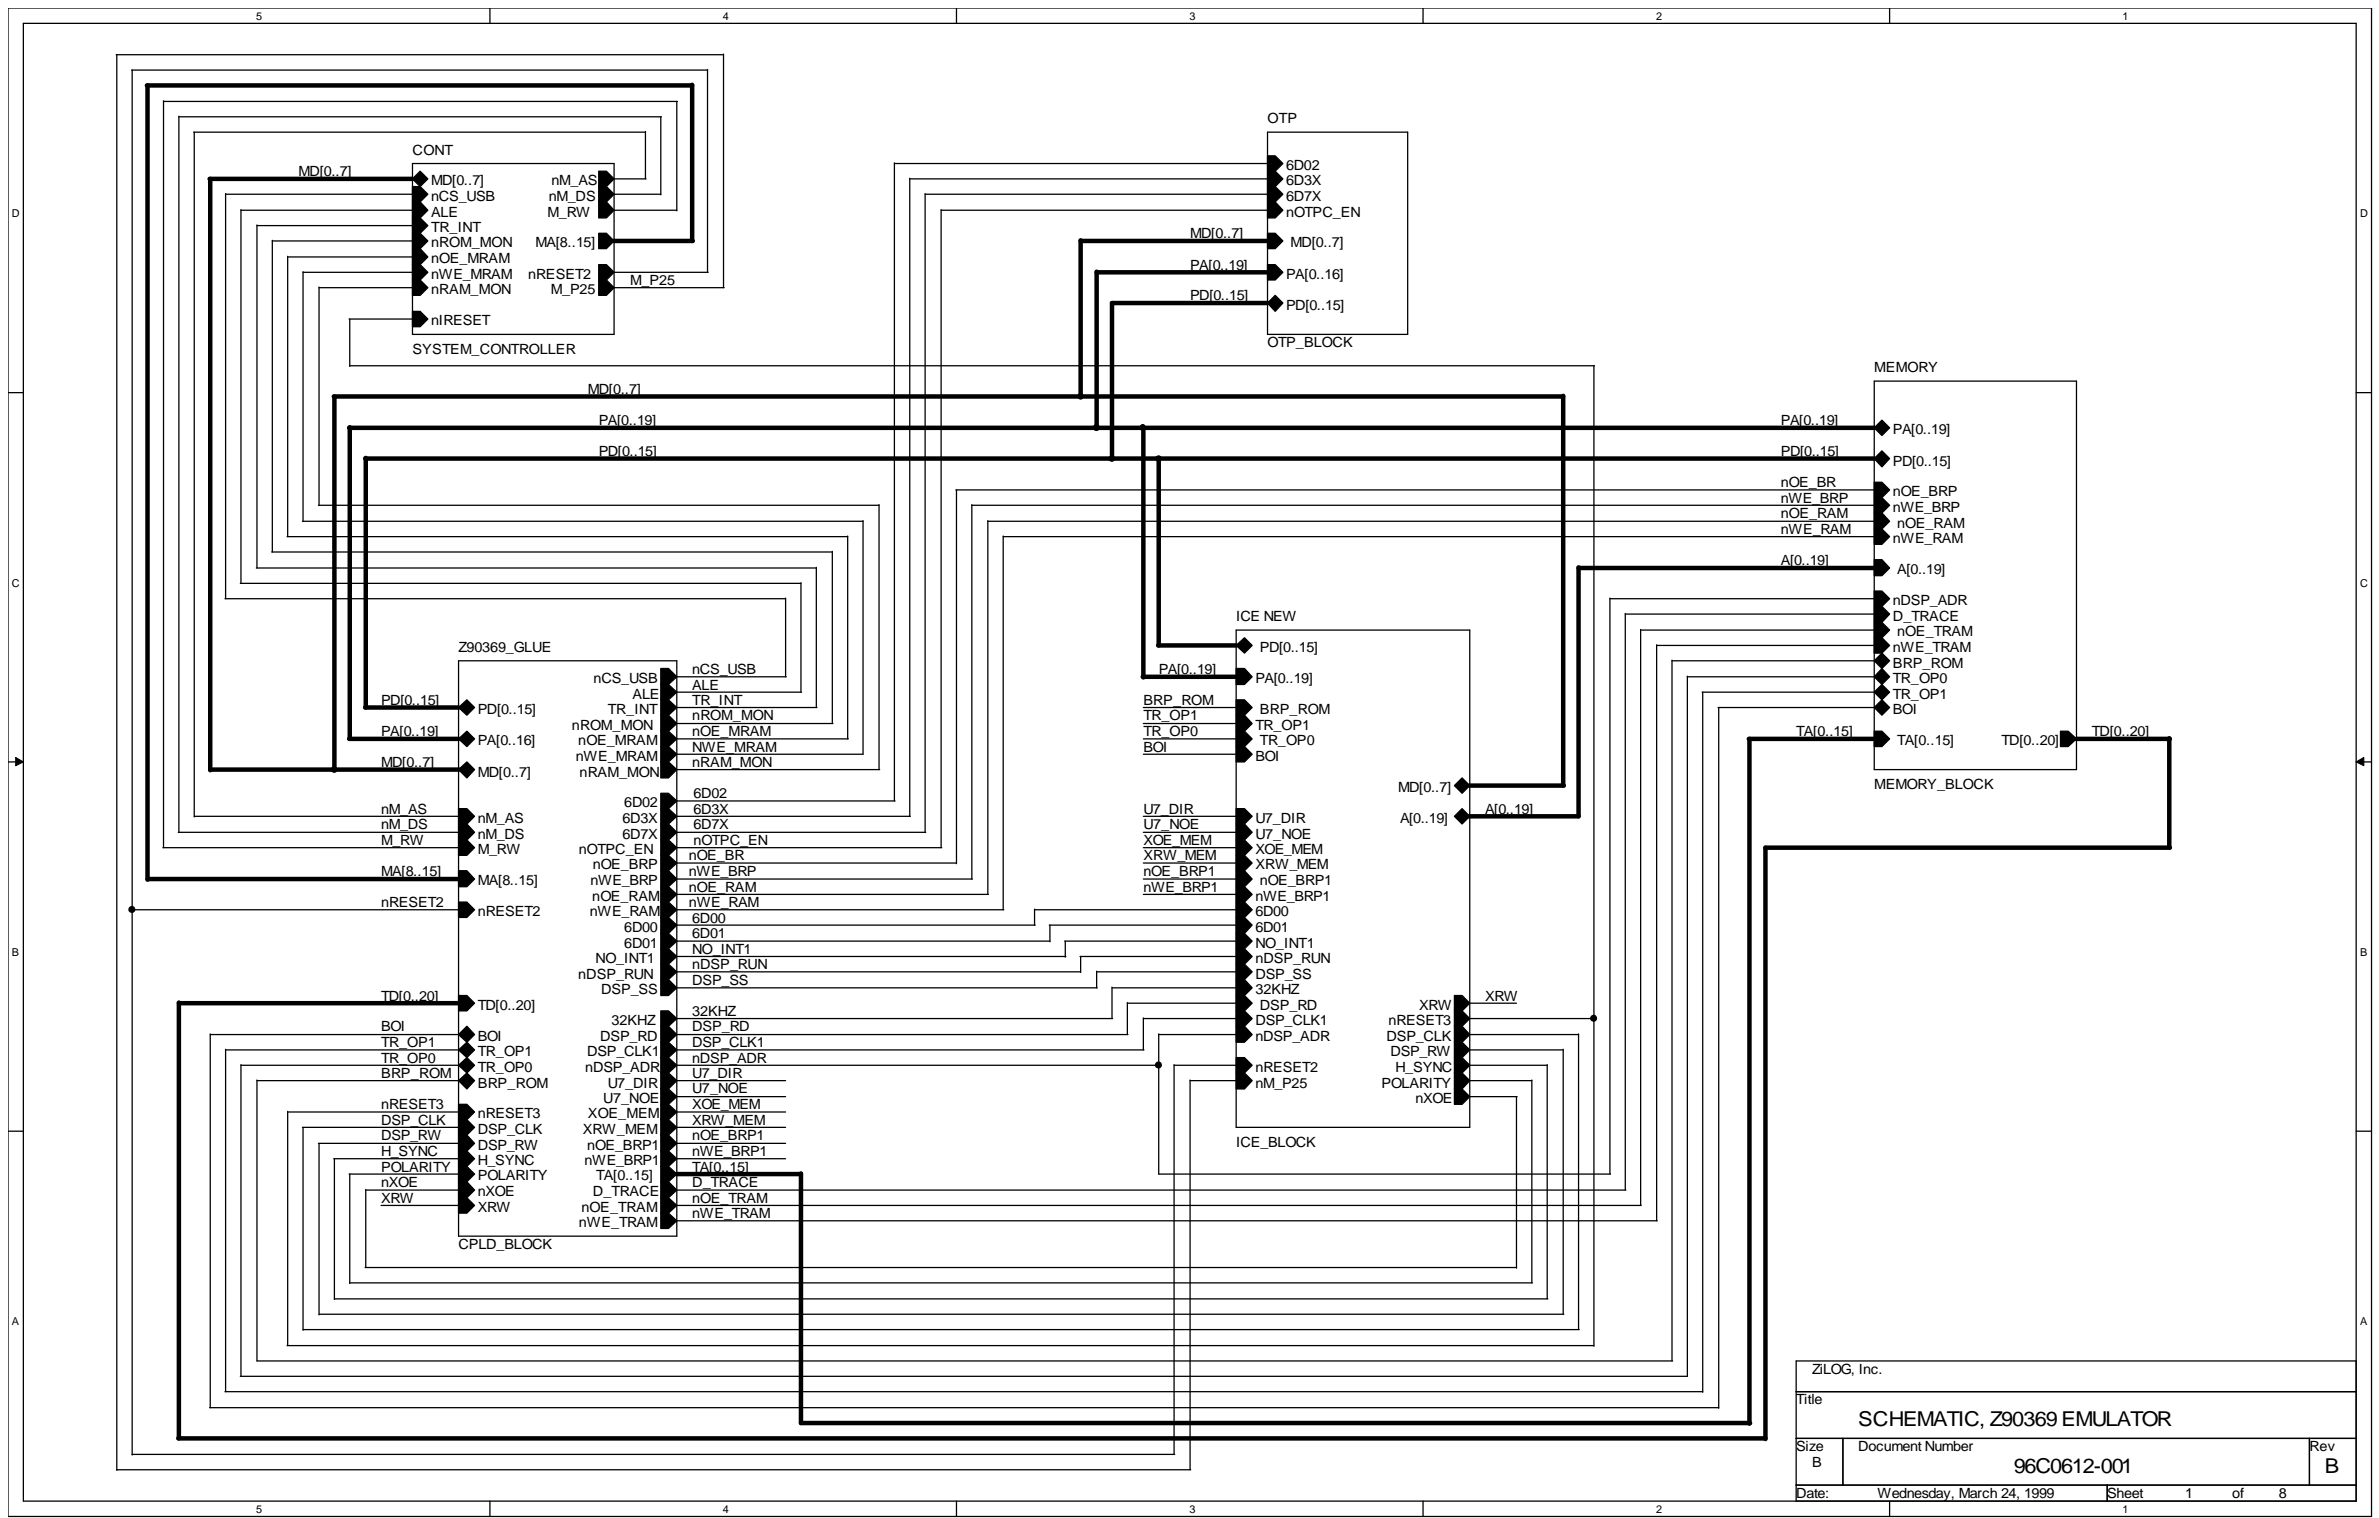 5 4 3 2 1
D
D
C
C
B
B
A
A
CONT
MD[0..7]
MD[0..7]
nCS_USB
ALE
TR_INT
nROM_MON
nOE_MRAM
nWE_MRAM
nRAM_MON
nIRESET
nM_AS
nM_DS
M_RW
MA[8..15]
nRESET2
M_P25
M_P25
SYSTEM_CONTROLLER
OTP
6D02
6D3X
6D7X
nOTPC_EN
MD[0..7]
MD[0..7]
PA[0..19]
PA[0..16]
PD[0..15]
PD[0..15]
OTP_BLOCK
MD[0..7]
PA[0..19]
PD[0..15]
MEMORY
PA[0..19]
PA[0..19]
PD[0..15]
PD[0..15]
nOE_BR
nOE_BRP
nWE_BRP
nWE_BRP
nOE_RAM
nOE_RAM
nWE_RAM
nWE_RAM
A[0..19]
A[0..19]
nDSP_ADR
D_TRACE
nOE_TRAM
nWE_TRAM
BRP_ROM
TR_OP0
TR_OP1
BOI
TA[0..15]
TA[0..15]
TD[0..20]
TD[0..20]
MEMORY_BLOCK
Z90369_GLUE
PD[0..15]
PD[0..15]
PA[0..19]
PA[0..16]
MD[0..7]
MD[0..7]
nM_AS
nM_AS
nM_DS
nM_DS
M_RW
M_RW
MA[8..15]
MA[8..15]
nRESET2
nRESET2
TD[0..20]
TD[0..20]
BOI
BOI
TR_OP1
TR_OP1
TR_OP0
TR_OP0
BRP_ROM
BRP_ROM
nRESET3
nRESET3
DSP_CLK
DSP_CLK
DSP_RW
DSP_RW
H_SYNC
H_SYNC
POLARITY
POLARITY
nXOE
nXOE
XRW
XRW
nCS_USB
nCS_USB
ALE
ALE
TR_INT
TR_INT
nROM_MON
nROM_MON
nOE_MRAM
nOE_MRAM
nWE_MRAM
NWE_MRAM
nRAM_MON
nRAM_MON
6D02
6D02
6D3X
6D3X
6D7X
6D7X
nOTPC_EN
nOTPC_EN
nOE_BRP
nOE_BR
nWE_BRP
nWE_BRP
nOE_RAM
nOE_RAM
nWE_RAM
nWE_RAM
6D00
6D00
6D01
6D01
NO_INT1
NO_INT1
nDSP_RUN
nDSP_RUN
DSP_SS
DSP_SS
32KHZ
32KHZ
DSP_RD
DSP_RD
DSP_CLK1
DSP_CLK1
nDSP_ADR
nDSP_ADR
U7_DIR
U7_DIR
U7_NOE
U7_NOE
XOE_MEM
XOE_MEM
XRW_MEM
XRW_MEM
nOE_BRP1
nOE_BRP1
nWE_BRP1
nWE_BRP1
TA[0..15]
TA[0..15]
D_TRACE
D_TRACE
nOE_TRAM
nOE_TRAM
nWE_TRAM
nWE_TRAM
CPLD_BLOCK
ICE NEW
PD[0..15]
PA[0..19]
PA[0..19]
BRP_ROM
BRP_ROM
TR_OP1
TR_OP1
TR_OP0
TR_OP0
BOI
BOI
U7_DIR
U7_DIR
U7_NOE
U7_NOE
XOE_MEM
XOE_MEM
XRW_MEM
XRW_MEM
nOE_BRP1
nOE_BRP1
nWE_BRP1
nWE_BRP1
6D00
6D01
NO_INT1
nDSP_RUN
DSP_SS
32KHZ
DSP_RD
DSP_CLK1
nDSP_ADR
nRESET2
nM_P25
MD[0..7]
A[0..19]
A[0..19]
XRW
XRW
nRESET3
DSP_CLK
DSP_RW
H_SYNC
POLARITY
nXOE
ICE_BLOCK
ZiLOG, Inc.
Title
SCHEMATIC, Z90369 EMULATOR
Size Document Number Rev
B 96C0612-001 B
Date: Wednesday, March 24, 1999 Sheet 1 of 8
5 4 3 2 1